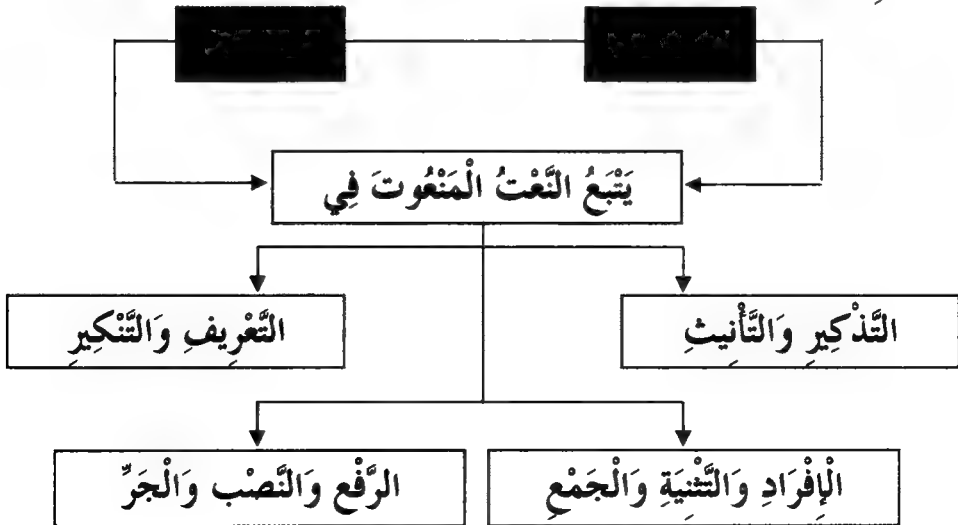 يَتْبَعُ النَّعْتُ الْمَنْعُوتَ فِي
التَّذْكِيرِ وَالتَّأْنِيثِ
التَّعْرِيفِ وَالتَّنْكِيرِ
الْإِفْرَادِ وَالتَّثْنِيَةِ وَالْجَمْعِ
الرَّفْعِ وَالنَّصْب وَالْجَرِّ